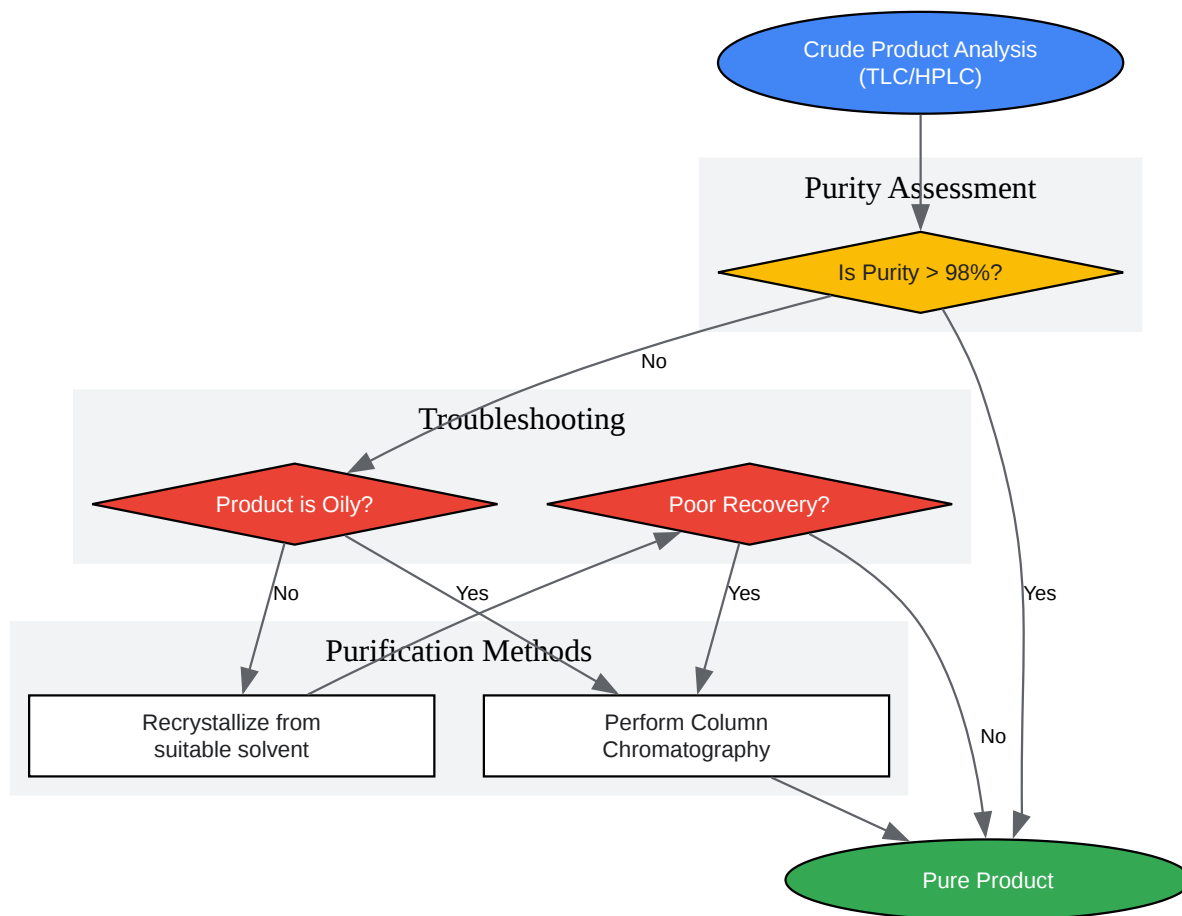 Crude Product Analysis
(TLC/HPLC)
Purity Assessment
Is Purity > 98%?
No
Troubleshooting
Product is Oily?
Poor Recovery?
No
Yes
Yes
Yes
Purification Methods
Recrystallize from
suitable solvent
Perform Column
Chromatography
No
Pure Product